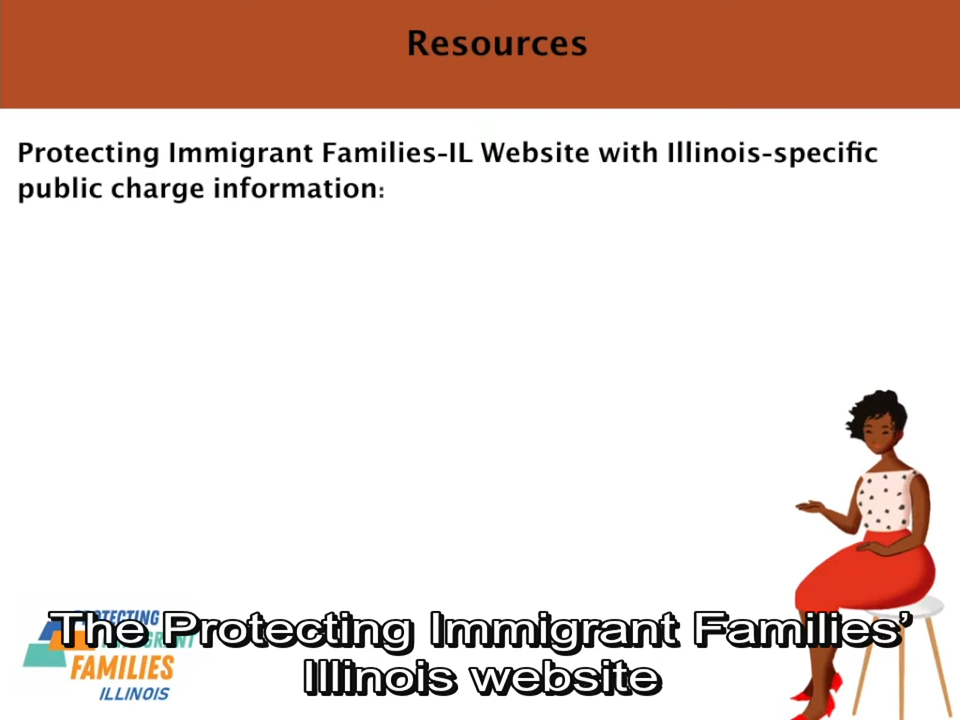 Resources
Protecting Immigrant Families-IL Website with Illinois-specific
public charge information:
The Protecting Immigrant Families’
Illinois website
PROTECTING
FAMILIES
ILLINOIS